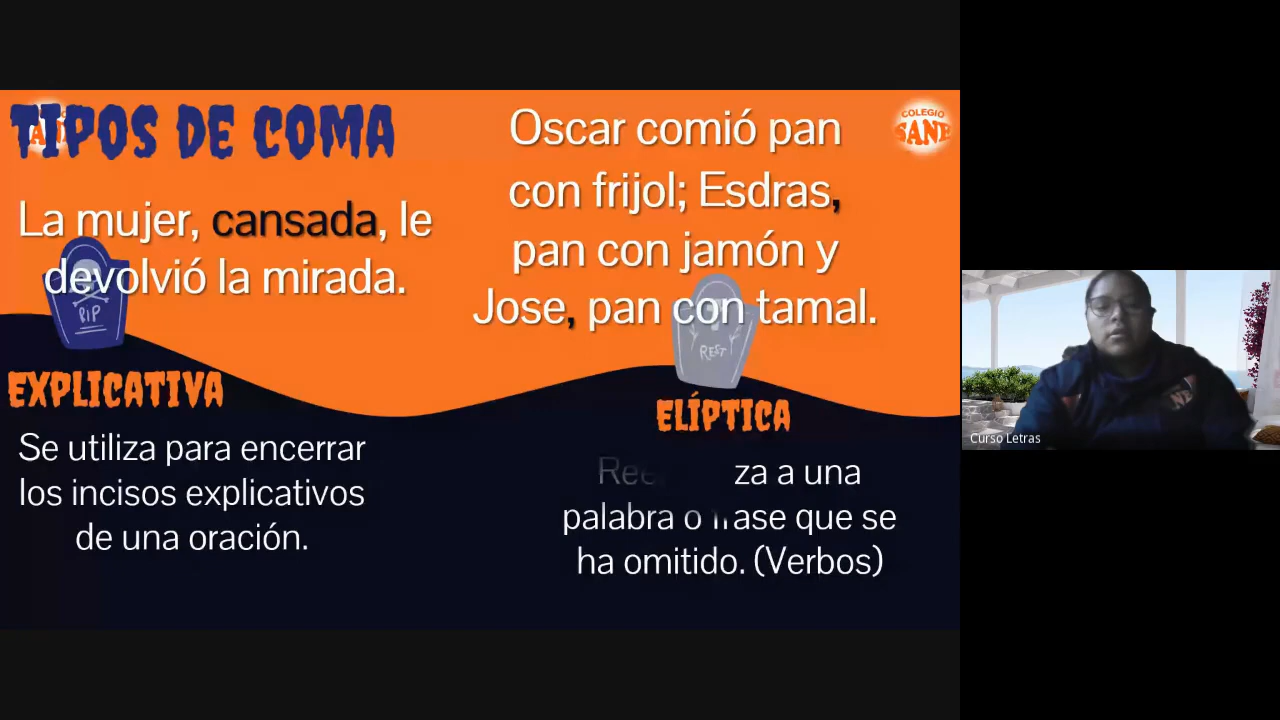 TIPOS DE COMA
La mujer, cansada, le
devolvió la mirada.
RIP
EXPLICATIVA
Se utiliza para encerrar
los incisos explicativos
de una oración.
Oscar comió pan
con frijol; Esdras,
pan con jamón y
Jose, pan con tamal.
REST
ELÍPTICA
za a una
palabra o frase que se
ha omitido. (Verbos)
COLEGIO
Curso Letras